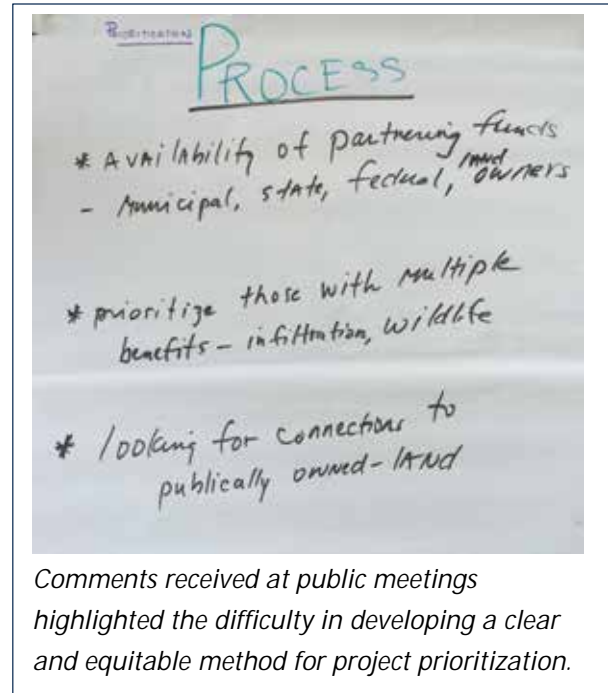 PRIORITIZATION
PROCESS
* AVAILABILITY of partnering funds
- Municipal, state, federal, land owners
* prioritize those with multiple
benefits - infiltration, wildlife
* looking for connections to
publically owned - LAND
Comments received at public meetings
highlighted the difficulty in developing a clear
and equitable method for project prioritization.